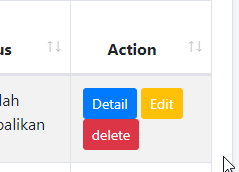 us Action
lah Detail Edit
balikan delete